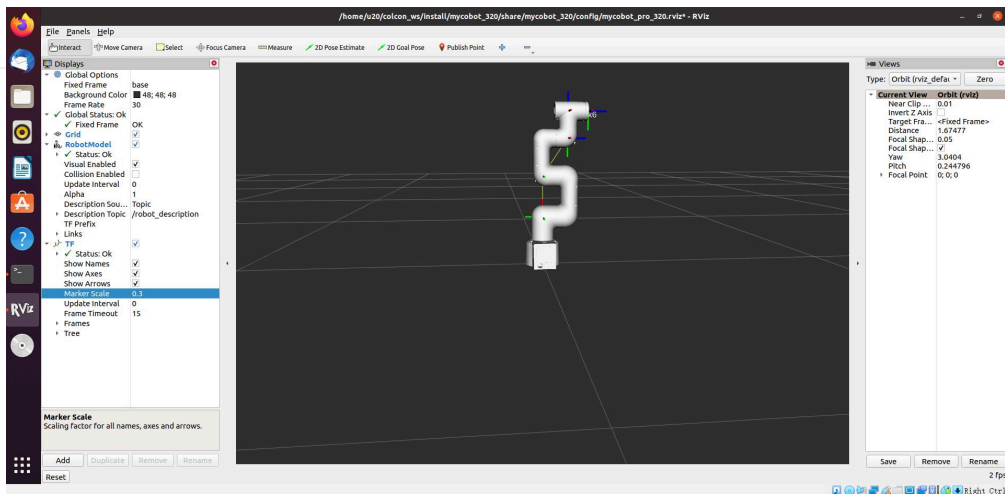 /home/u20/colcon_ws/install/mycobot_320/share/mycobot_320/config/mycobot_pro_320.rviz* - RViz
File Panels Help
Interact Move Camera Select Focus Camera Measure 2D Pose Estimate 2D Goal Pose Publish Point
Displays
Global Options
Fixed Frame base
Background Color 48; 48; 48
Frame Rate 30
Global Status: Ok
Fixed Frame OK
Grid
RobotModel
Status: Ok
Visual Enabled
Collision Enabled
Update Interval 0
Alpha 1
Description Sou... Topic
Description Topic /robot_description
TF Prefix
Links
TF
Status: Ok
Show Names
Show Axes
Show Arrows
Marker Scale 0.3
Update Interval 0
Frame Timeout 15
Frames
Tree
Marker Scale
Scaling factor for all names, axes and arrows.
Add Duplicate Remove Rename
Reset
RViz
Views
Type: Orbit (rviz_defau Zero
Current View Orbit (rviz)
Near Clip ... 0.01
Invert Z Axis
Target Fra... <Fixed Frame>
Distance 1.67477
Focal Shap... 0.05
Focal Shap...
Yaw 3.0404
Pitch 0.244796
Focal Point 0; 0; 0
Save Remove Rename
2 fps
Right Ctrl